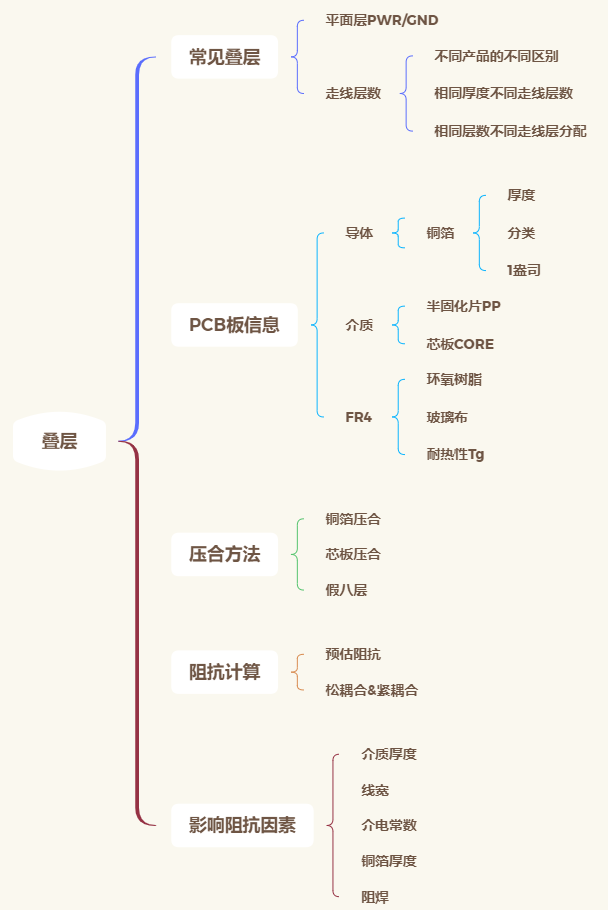 叠层
常见叠层
平面层PWR/GND
走线层数
不同产品的不同区别
相同厚度不同走线层数
相同层数不同走线层分配
PCB板信息
导体
铜箔
厚度
分类
1盎司
介质
半固化片PP
芯板CORE
FR4
环氧树脂
玻璃布
耐热性Tg
压合方法
铜箔压合
芯板压合
假八层
阻抗计算
预估阻抗
松耦合&紧耦合
影响阻抗因素
介质厚度
线宽
介电常数
铜箔厚度
阻焊